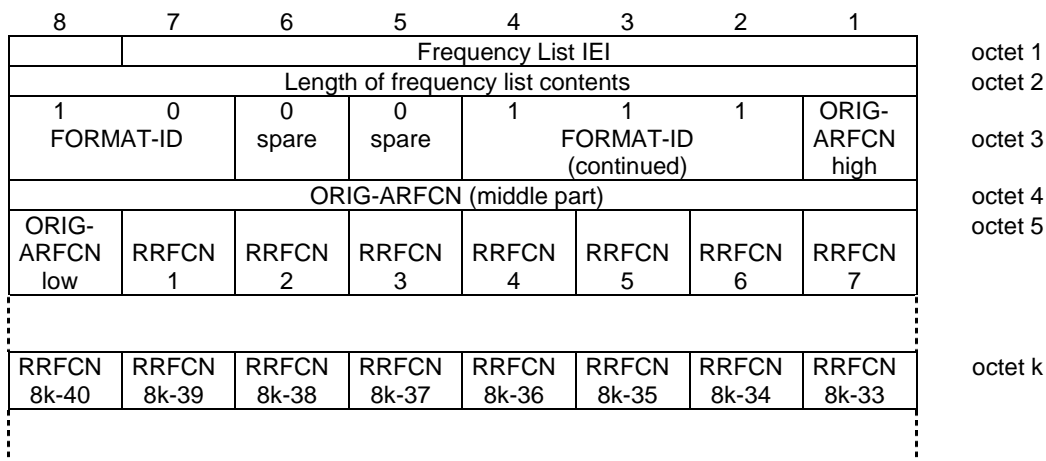 8 7 6 5 4 3 2 1
Frequency List IEI octet 1
Length of frequency list contents octet 2
1 0 0 0 1 1 1 ORIG-
FORMAT-ID spare spare FORMAT-ID ARFCN octet 3
(continued) high
ORIG-ARFCN (middle part) octet 4
ORIG- octet 5
ARFCN RRFCN RRFCN RRFCN RRFCN RRFCN RRFCN RRFCN
low 1 2 3 4 5 6 7
RRFCN RRFCN RRFCN RRFCN RRFCN RRFCN RRFCN RRFCN octet k
8k-40 8k-39 8k-38 8k-37 8k-36 8k-35 8k-34 8k-33